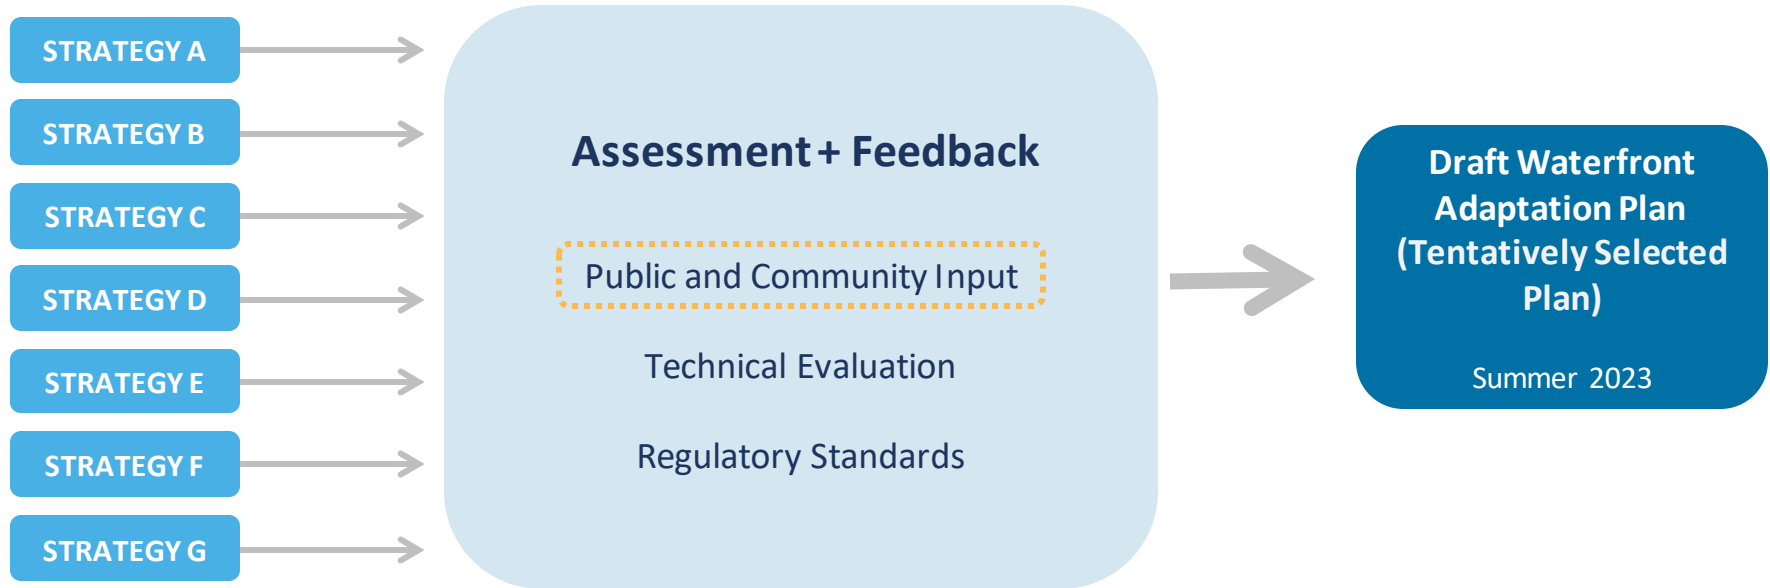 STRATEGY A
STRATEGY B
STRATEGY C
STRATEGY D
STRATEGY E
STRATEGY F
STRATEGY G
Assessment + Feedback
Public and Community Input
Technical Evaluation
Regulatory Standards
Draft Waterfront
Adaptation Plan
(Tentatively Selected
Plan)
Summer 2023